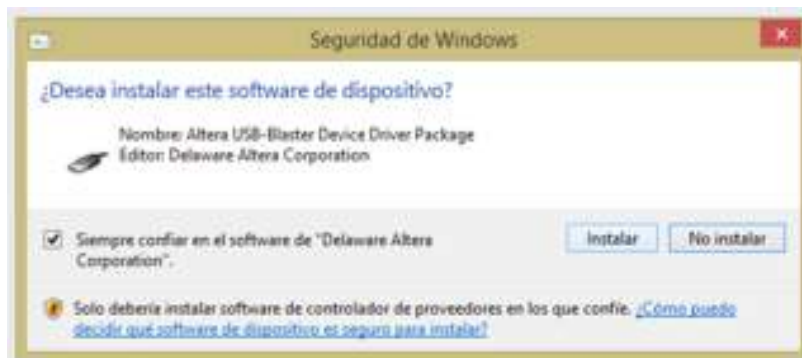 Seguridad de Windows
¿Desea instalar este software de dispositivo?
Nombre: Altera USB-Blaster Device Driver Package
Editor: Delaware Altera Corporation
Siempre confiar en el software de "Delaware Altera
Corporation".
Instalar
No instalar
Solo debería instalar software de controlador de proveedores en los que confíe. ¿Cómo puedo
decidir qué software de dispositivo es seguro para instalar?